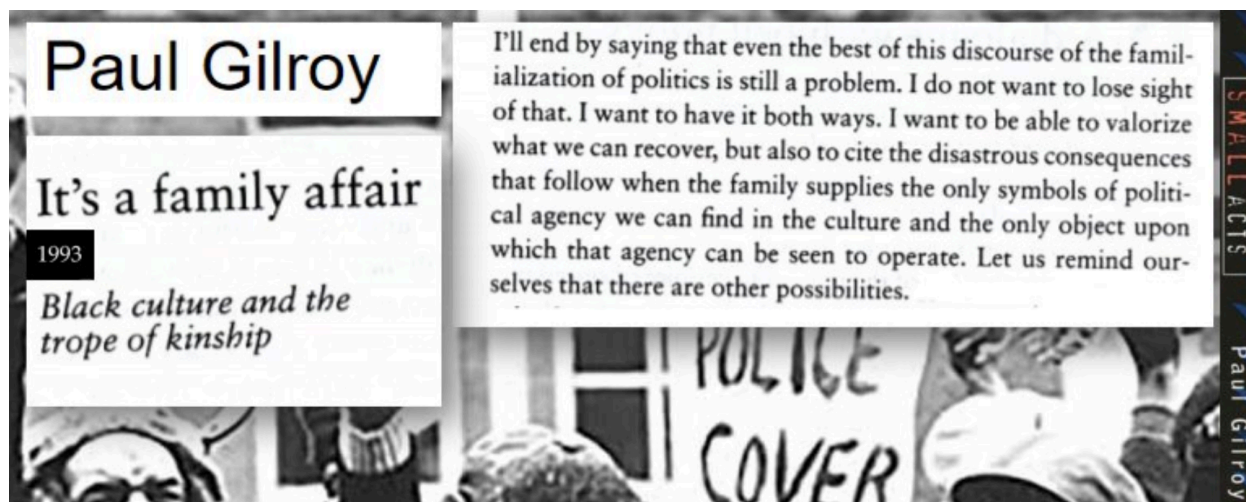 Paul Gilroy
It's a family affair
1993
Black culture and the
trope of kinship
I'll end by saying that even the best of this discourse of the famil-
ialization of politics is still a problem. I do not want to lose sight
of that. I want to have it both ways. I want to be able to valorize
what we can recover, but also to cite the disastrous consequences
that follow when the family supplies the only symbols of politi-
cal agency we can find in the culture and the only object upon
which that agency can be seen to operate. Let us remind our-
selves that there are other possibilities.
POLICE
COVER
SMALL ACTS
Paul Gilroy